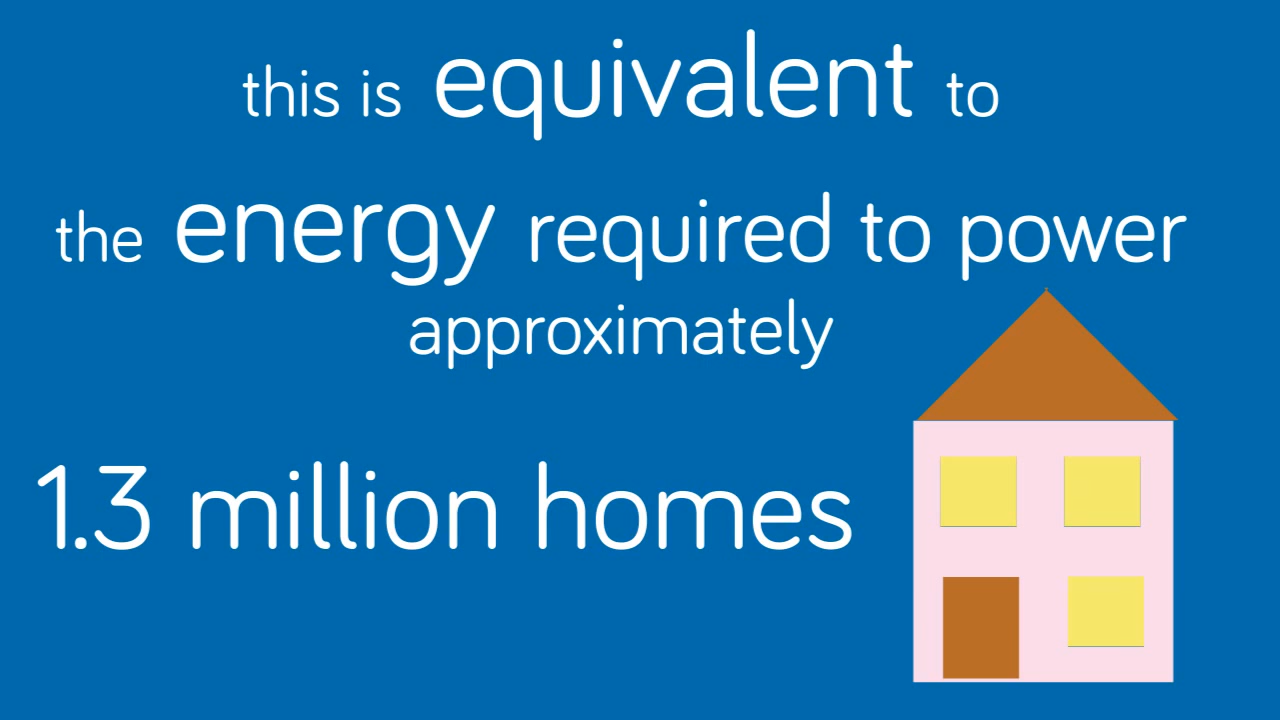 this is equivalent to
the energy required to power
approximately
1.3 million homes